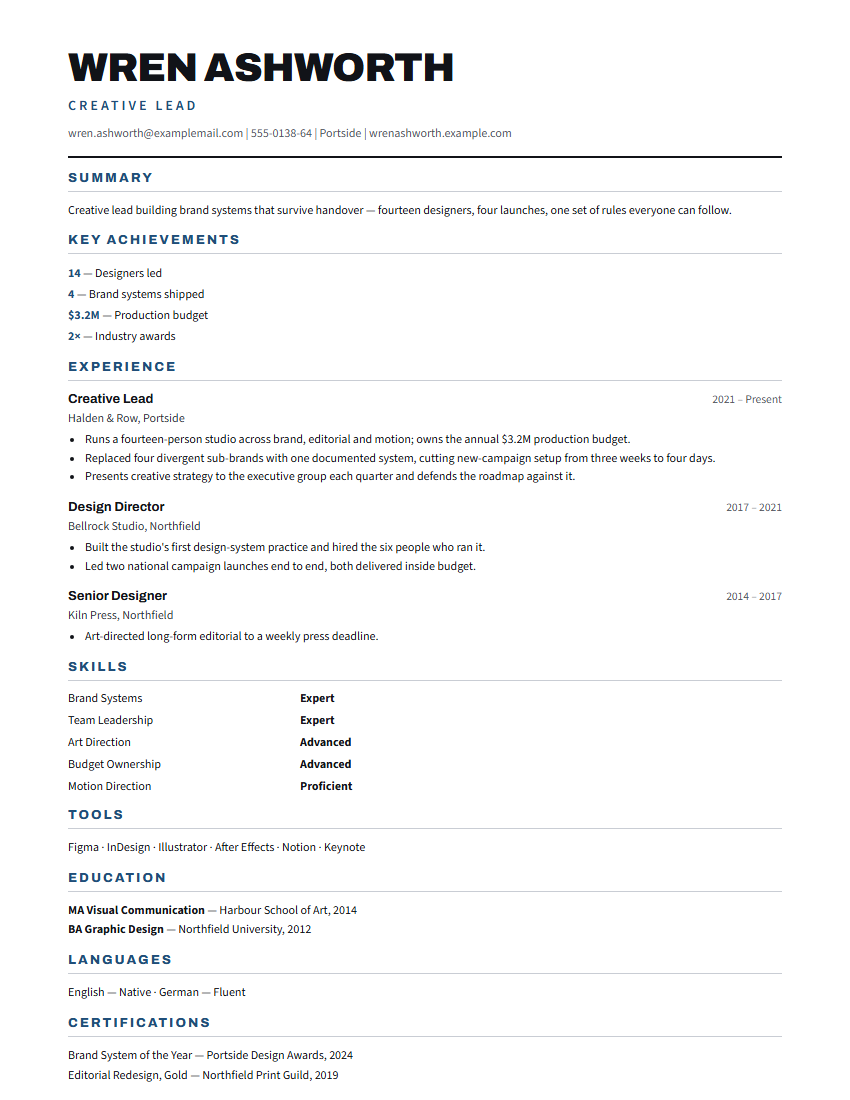 WREN ASHWORTH
CREATIVE LEAD
wren.ashworth@examplemail.com | 555-0138-64 | Portside | wrenashworth.example.com
SUMMARY
Creative lead building brand systems that survive handover — fourteen designers, four launches, one set of rules everyone can follow.
KEY ACHIEVEMENTS
14 — Designers led
4 — Brand systems shipped
$3.2M — Production budget
2× — Industry awards
EXPERIENCE
Creative Lead 2021 – Present
Halden & Row, Portside
• Runs a fourteen-person studio across brand, editorial and motion; owns the annual $3.2M production budget.
• Replaced four divergent sub-brands with one documented system, cutting new-campaign setup from three weeks to four days.
• Presents creative strategy to the executive group each quarter and defends the roadmap against it.
Design Director 2017 – 2021
Bellrock Studio, Northfield
• Built the studio's first design-system practice and hired the six people who ran it.
• Led two national campaign launches end to end, both delivered inside budget.
Senior Designer 2014 – 2017
Kiln Press, Northfield
• Art-directed long-form editorial to a weekly press deadline.
SKILLS
Brand Systems Expert
Team Leadership Expert
Art Direction Advanced
Budget Ownership Advanced
Motion Direction Proficient
TOOLS
Figma · InDesign · Illustrator · After Effects · Notion · Keynote
EDUCATION
MA Visual Communication — Harbour School of Art, 2014
BA Graphic Design — Northfield University, 2012
LANGUAGES
English — Native · German — Fluent
CERTIFICATIONS
Brand System of the Year — Portside Design Awards, 2024
Editorial Redesign, Gold — Northfield Print Guild, 2019